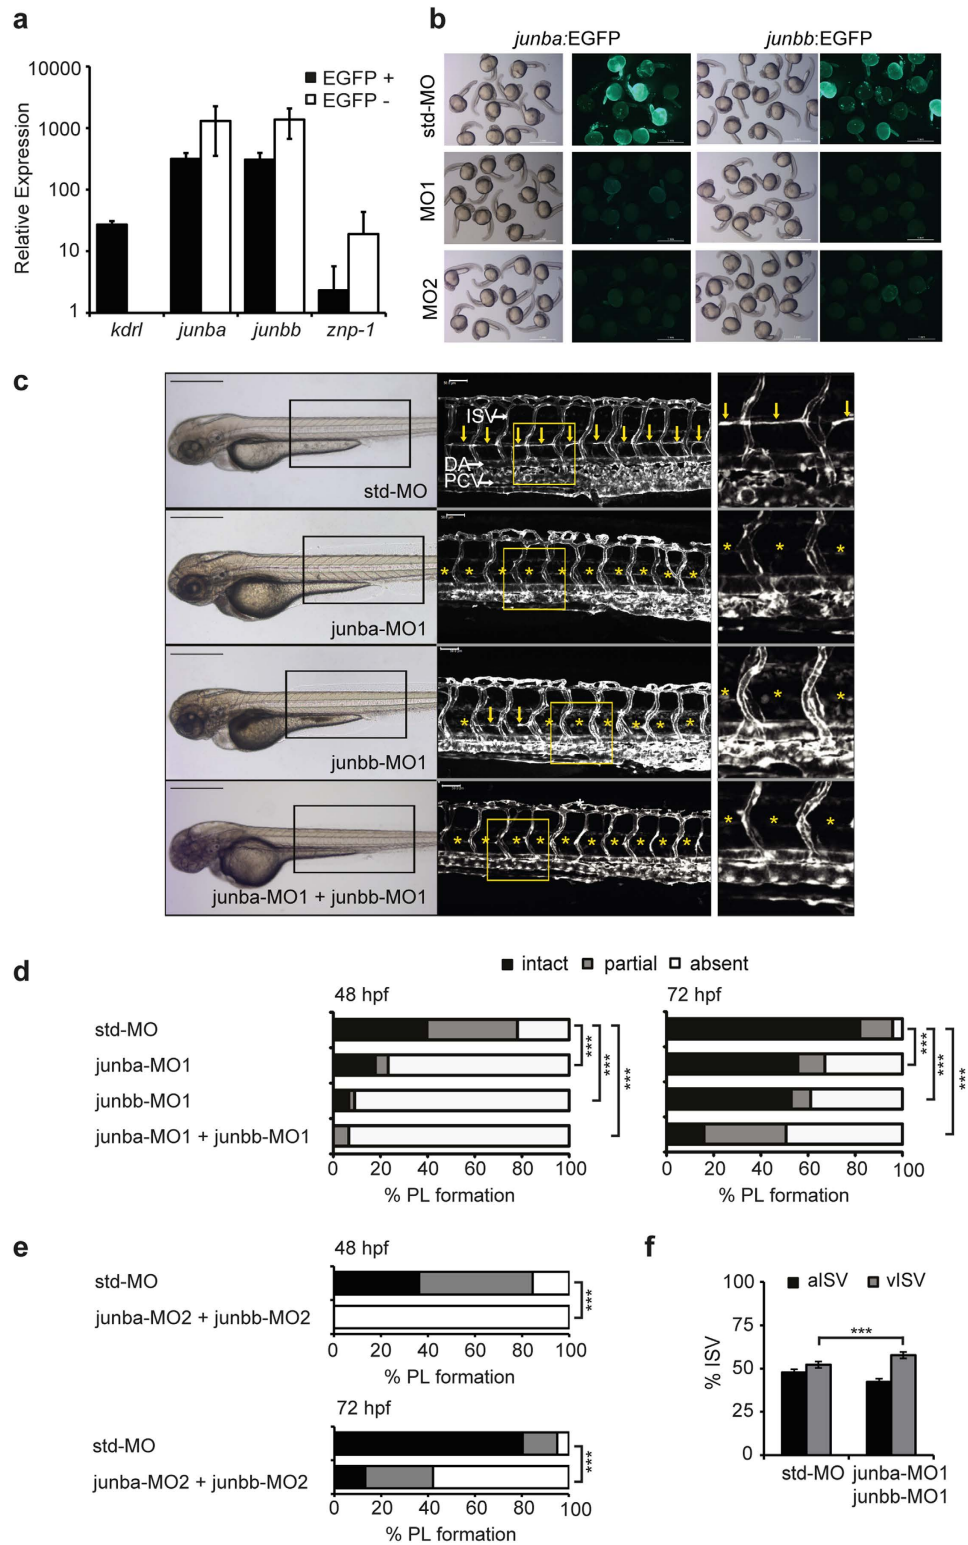 a
10000
1000
100
10
1
Relative Expression
EGFP +
EGFP -
kdrl junba junbb znp-1
b
junba:EGFP junbb:EGFP
std-MO
MO1
MO2
c
ISV
DA
PCV
std-MO
junba-MO1
junbb-MO1
junba-MO1 + junbb-MO1
d
intact partial absent
48 hpf
std-MO
junba-MO1
junbb-MO1
junba-MO1 + junbb-MO1
*** *** ***
0 20 40 60 80 100
% PL formation
72 hpf
*** *** ***
0 20 40 60 80 100
% PL formation
e
48 hpf
std-MO
junba-MO2 + junbb-MO2
***
0 20 40 60 80 100
% PL formation
72 hpf
std-MO
junba-MO2 + junbb-MO2
***
0 20 40 60 80 100
% PL formation
f
100
75
50
25
0
% ISV
aISV vISV
***
std-MO junba-MO1
junbb-MO1